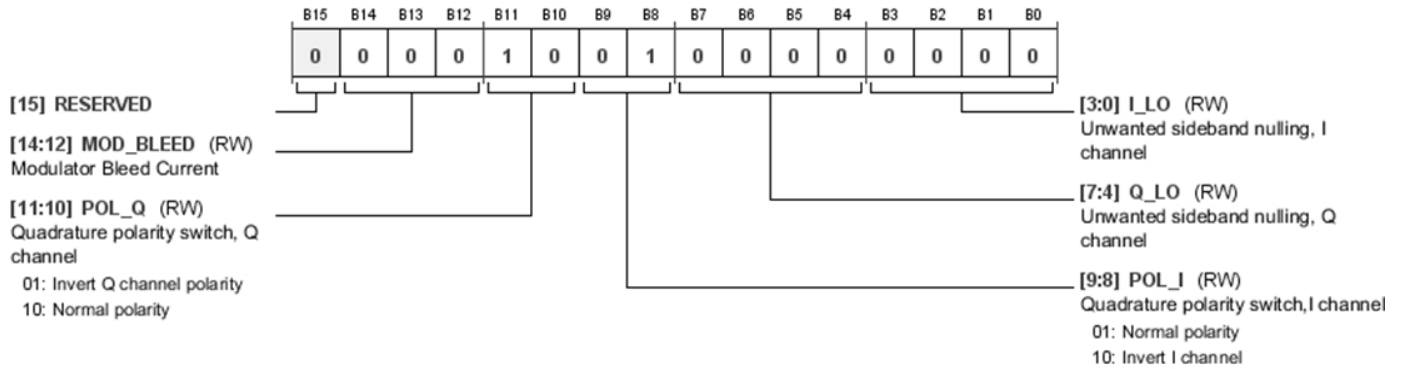 B15 B14 B13 B12 B11 B10 B9 B8 B7 B6 B5 B4 B3 B2 B1 B0
0 0 0 0 1 0 0 1 0 0 0 0 0 0 0 0
[15] RESERVED
[14:12] MOD_BLEED (RW)
Modulator Bleed Current
[11:10] POL_Q (RW)
Quadrature polarity switch, Q
channel
01: Invert Q channel polarity
10: Normal polarity
[3:0] I_LO (RW)
Unwanted sideband nulling, I
channel
[7:4] Q_LO (RW)
Unwanted sideband nulling, Q
channel
[9:8] POL_I (RW)
Quadrature polarity switch,I channel
01: Normal polarity
10: Invert I channel